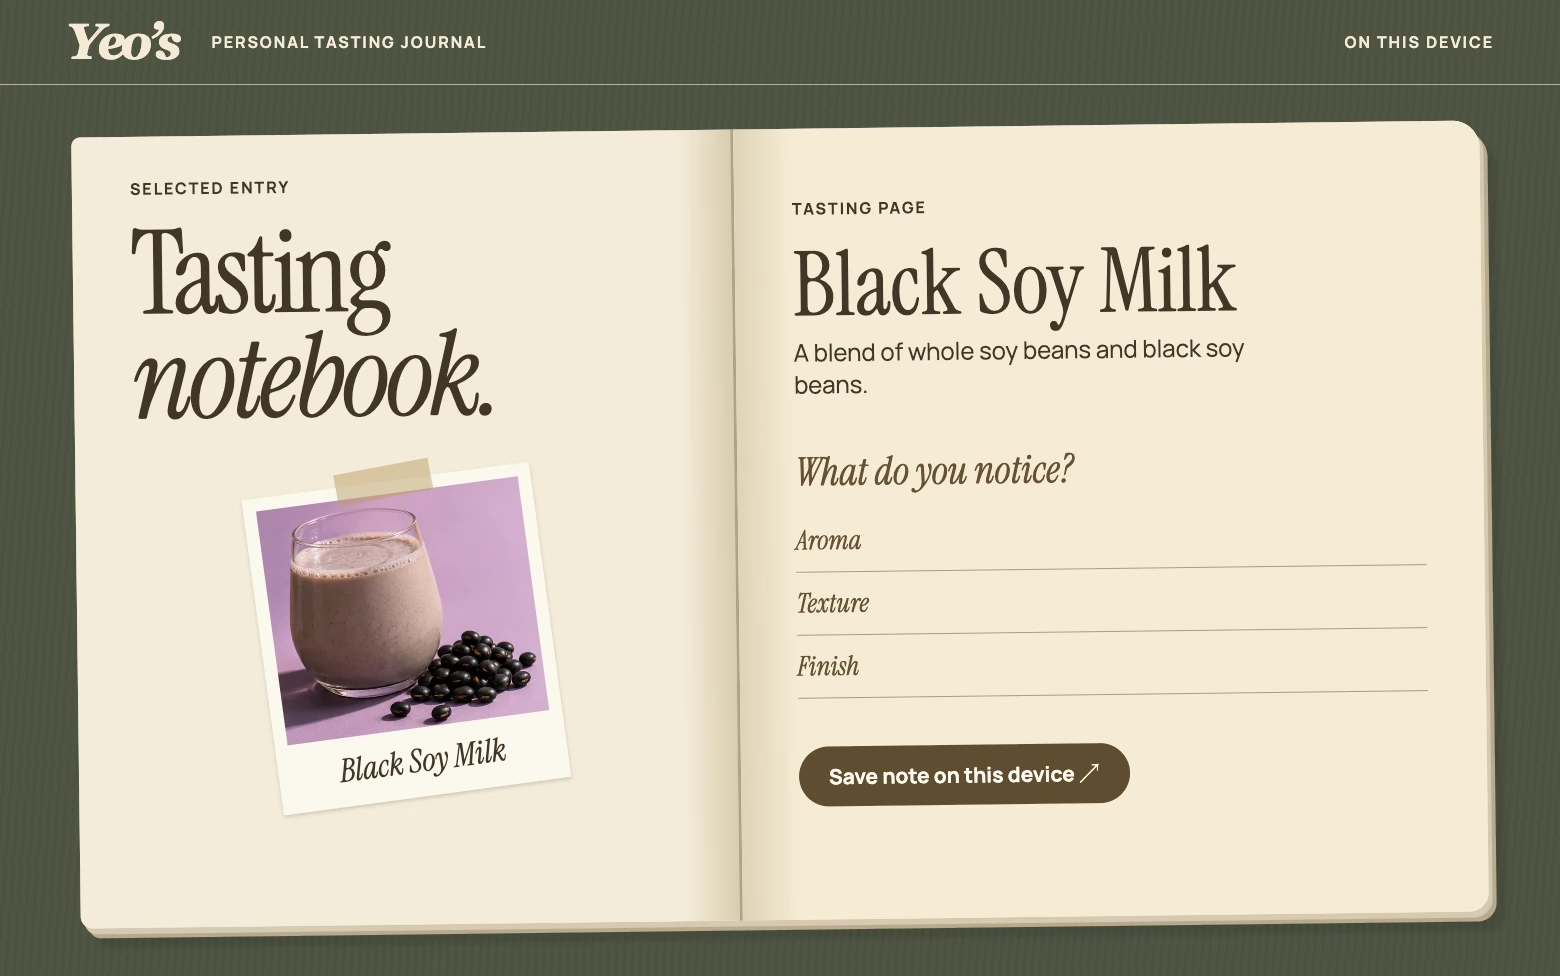 Yeo's
PERSONAL TASTING JOURNAL
ON THIS DEVICE
SELECTED ENTRY
Tasting
notebook.
Black Soy Milk
TASTING PAGE
Black Soy Milk
A blend of whole soy beans and black soy
beans.
What do you notice?
Aroma
Texture
Finish
Save note on this device ↗